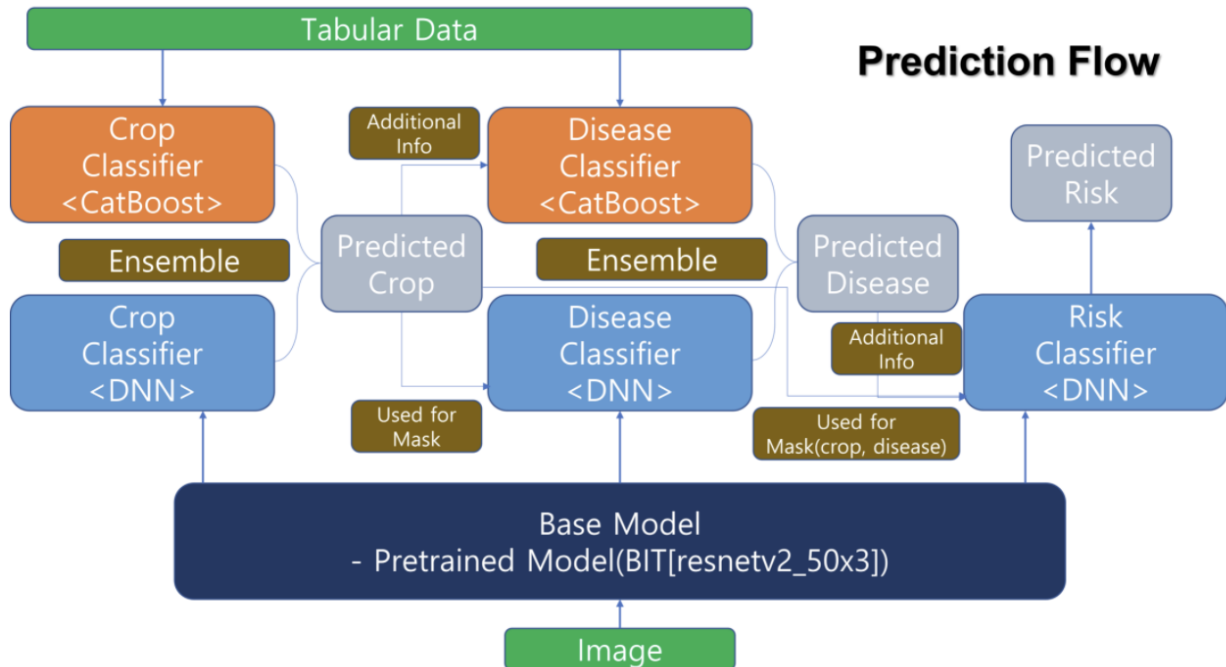 Tabular Data
Prediction Flow
Crop
Classifier
<CatBoost>
Additional
Info
Disease
Classifier
<CatBoost>
Predicted
Risk
Ensemble
Predicted
Crop
Ensemble
Predicted
Disease
Crop
Classifier
<DNN>
Disease
Classifier
<DNN>
Additional
Info
Risk
Classifier
<DNN>
Used for
Mask
Used for
Mask(crop, disease)
Base Model
- Pretrained Model(BIT[resnetv2_50x3])
Image